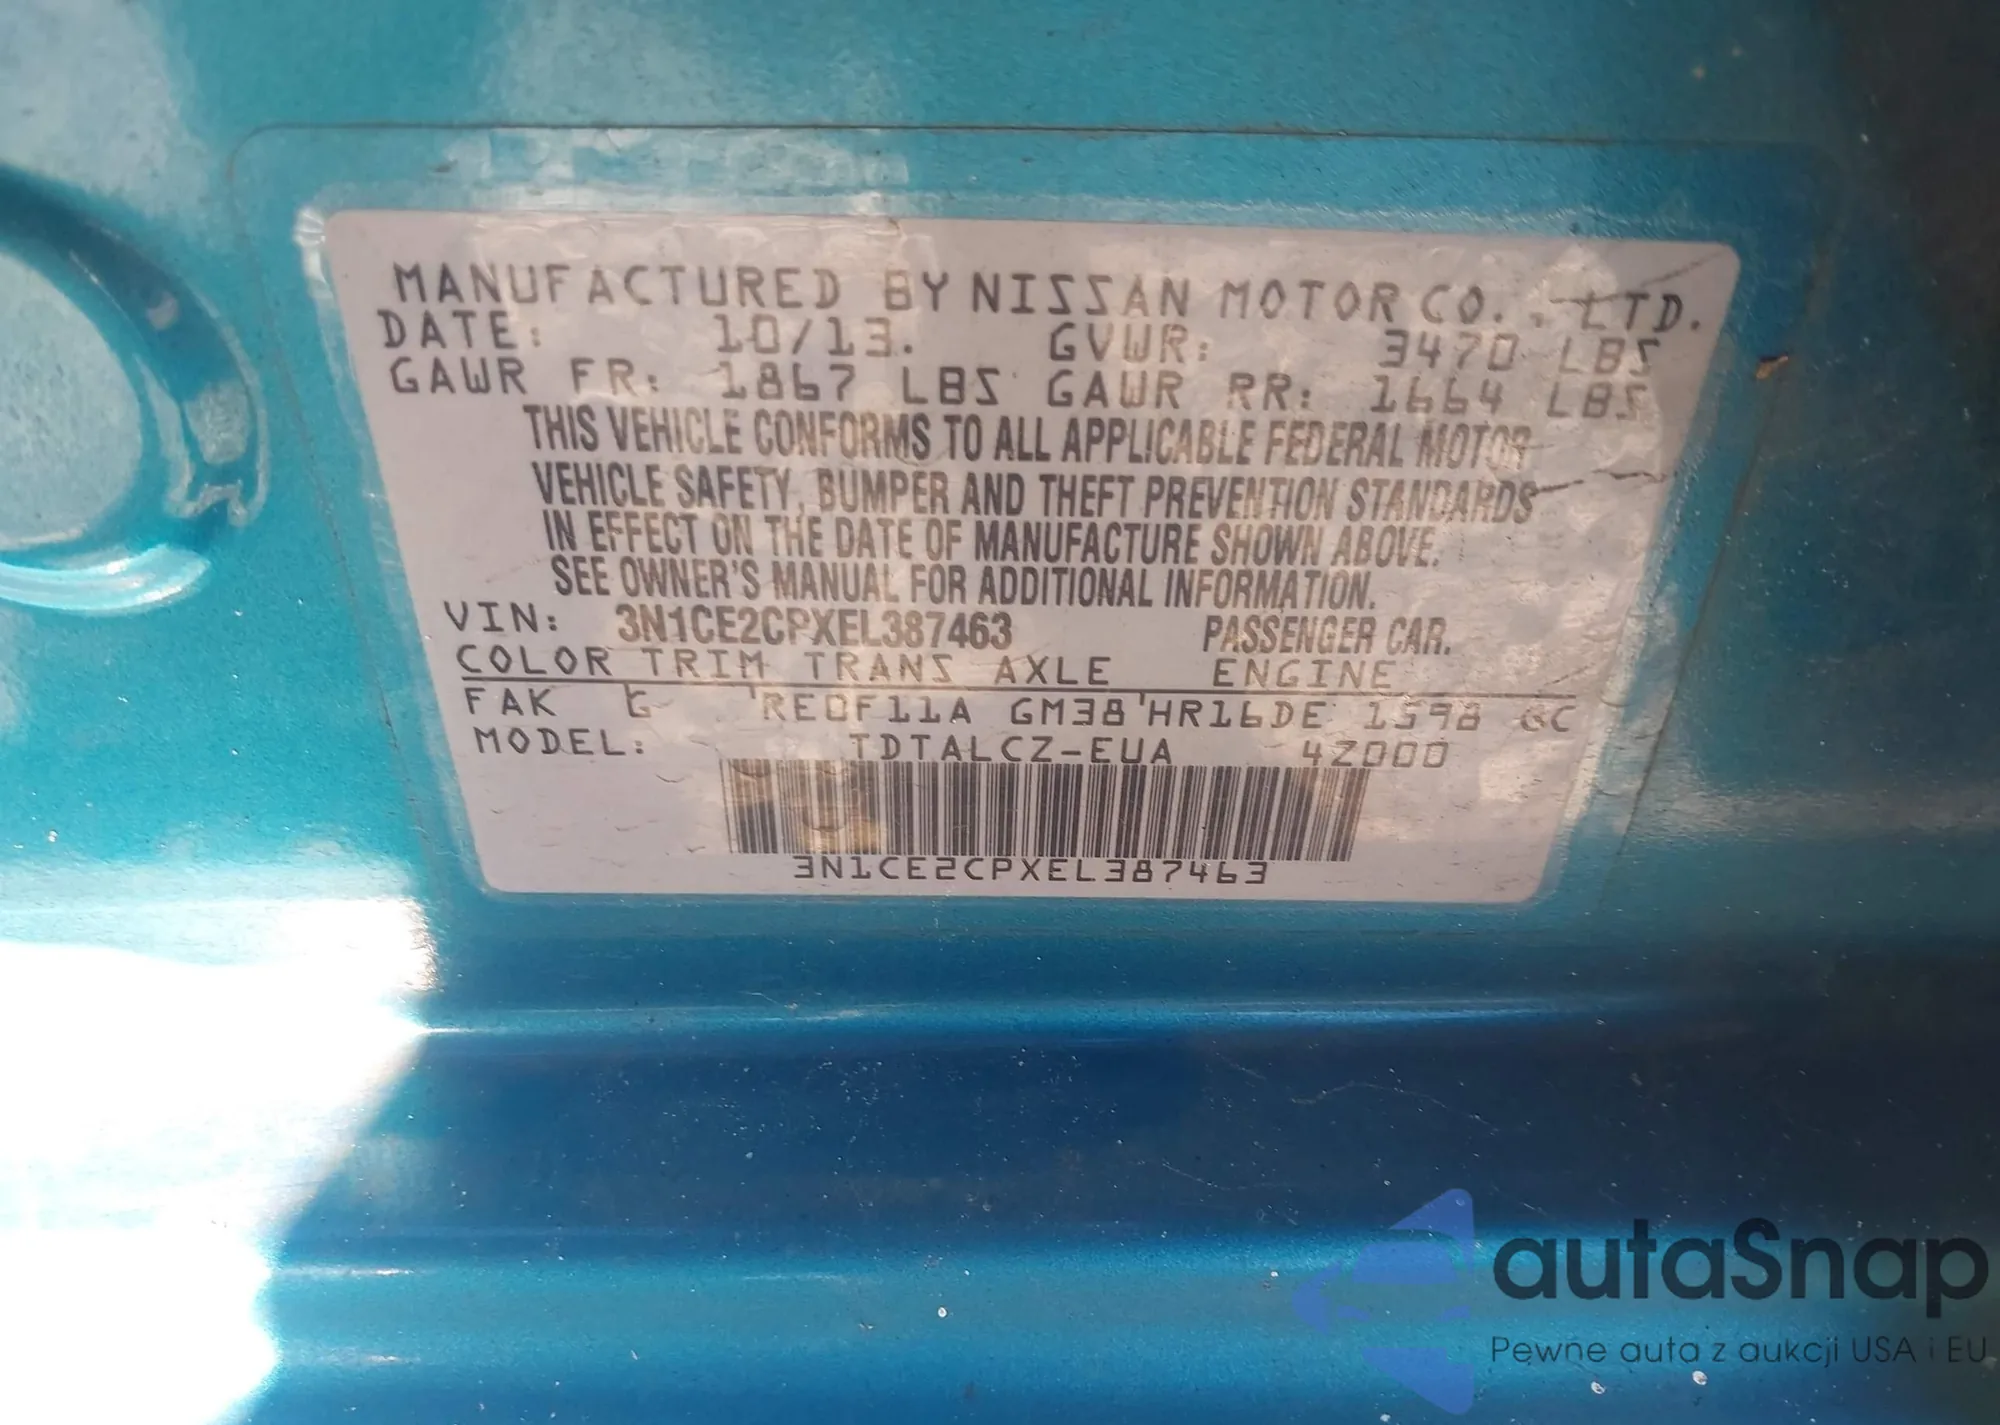 MANUFACTURED BY NISSAN MOTOR CO., LTD.
DATE: 10/13. GVWR: 3470 LBS
GAWR FR: 1867 LBS GAWR RR: 1664 LBS
THIS VEHICLE CONFORMS TO ALL APPLICABLE FEDERAL MOTOR
VEHICLE SAFETY, BUMPER AND THEFT PREVENTION STANDARDS
IN EFFECT ON THE DATE OF MANUFACTURE SHOWN ABOVE.
SEE OWNER'S MANUAL FOR ADDITIONAL INFORMATION.
VIN: 3N1CE2CPXEL387463 PASSENGER CAR.
COLOR TRIM TRANS AXLE ENGINE
FAK G RE0F11A GM38 HR16DE 1598 CC
MODEL: TDTALCZ-EUA 4Z000
3N1CE2CPXEL387463
autaSnap
Pewne auta z aukcji USA i EU